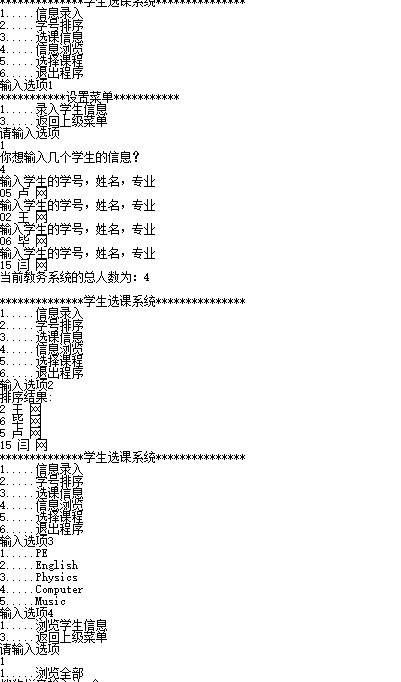 **************学生选课系统***************
1.....信息录入
2.....学号排序
3.....选课信息
4.....信息浏览
5.....选择课程
6.....退出程序
输入选项1
***********设置菜单***********
1.....录入学生信息
3.....返回上级菜单
请输入选项
1
你想输入几个学生的信息?
4
输入学生的学号，姓名，专业
05 卢 网
输入学生的学号，姓名，专业
02 王 网
输入学生的学号，姓名，专业
06 毕 网
输入学生的学号，姓名，专业
15 闫 网
当前教务系统的总人数为：4
**************学生选课系统***************
1.....信息录入
2.....学号排序
3.....选课信息
4.....信息浏览
5.....选择课程
6.....退出程序
输入选项2
排序结果:
2 王 网
6 毕 网
5 卢 网
15 闫 网
**************学生选课系统***************
1.....信息录入
2.....学号排序
3.....选课信息
4.....信息浏览
5.....选择课程
6.....退出程序
输入选项3
1.....PE
2.....English
3.....Physics
4.....Computer
5.....Music
输入选项4
1.....浏览学生信息
3.....返回上级菜单
请输入选项
1
1.....浏览全部